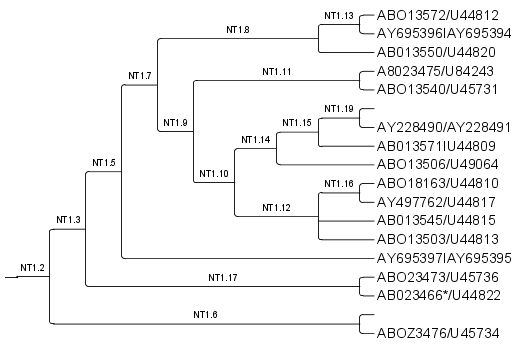 NT1.13
ABO13572/U44812
NT1.8
AY695396IAY695394
AB013550/U44820
NT1.7
A8023475/U84243
NT1.11
ABO13540/U45731
NT1.19
NT1.9
NT1.15
AY228490/AY228491
NT1.14
AB013571IU44809
NT1.5
ABO13506/U49064
NT1.10
ABO18163/U44810
NT1.16
AY497762/U44817
NT1.12
AB013545/U44815
NT1.3
ABO13503/U44813
AY695397IAY695395
NT1.2
NT1.17
ABO23473/U45736
AB023466*/U44822
NT1.6
ABOZ3476/U45734